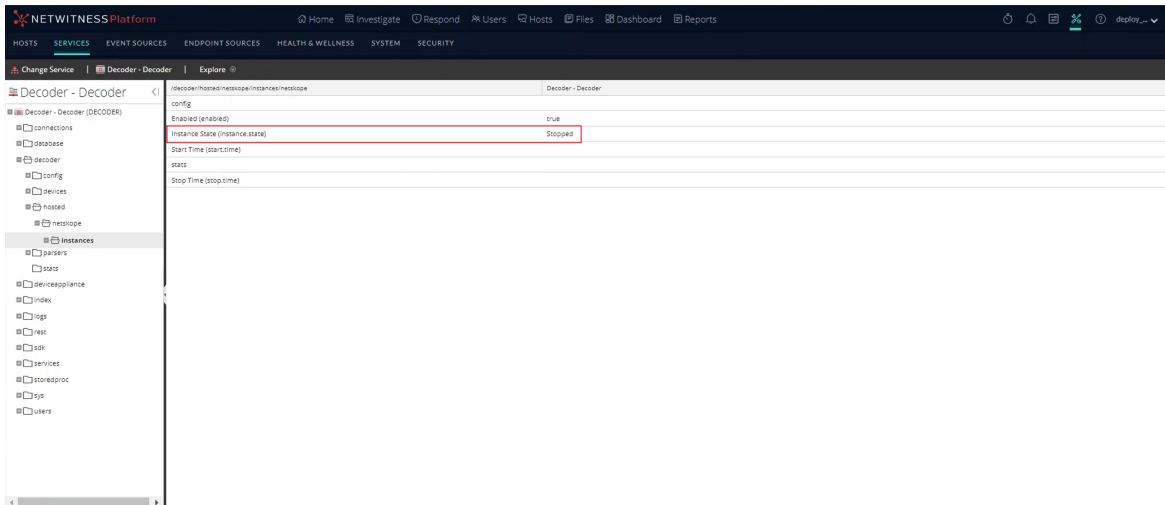 NETWITNESS Platform
Home Investigate Respond Users Hosts Files Dashboard Reports deploy_...
HOSTS SERVICES EVENT SOURCES ENDPOINT SOURCES HEALTH & WELLNESS SYSTEM SECURITY
Change Service | Decoder - Decoder | Explore
Decoder - Decoder
Decoder - Decoder (DECODER)
connections
database
decoder
config
devices
hosted
netskope
instances
parsers
stats
deviceappliance
index
logs
rest
sdk
services
storedproc
sys
users
/decoder/hosted/netskope/instances/netskope Decoder - Decoder
config
Enabled (enabled) true
Instance State (instance.state) Stopped
Start Time (start.time)
stats
Stop Time (stop.time)